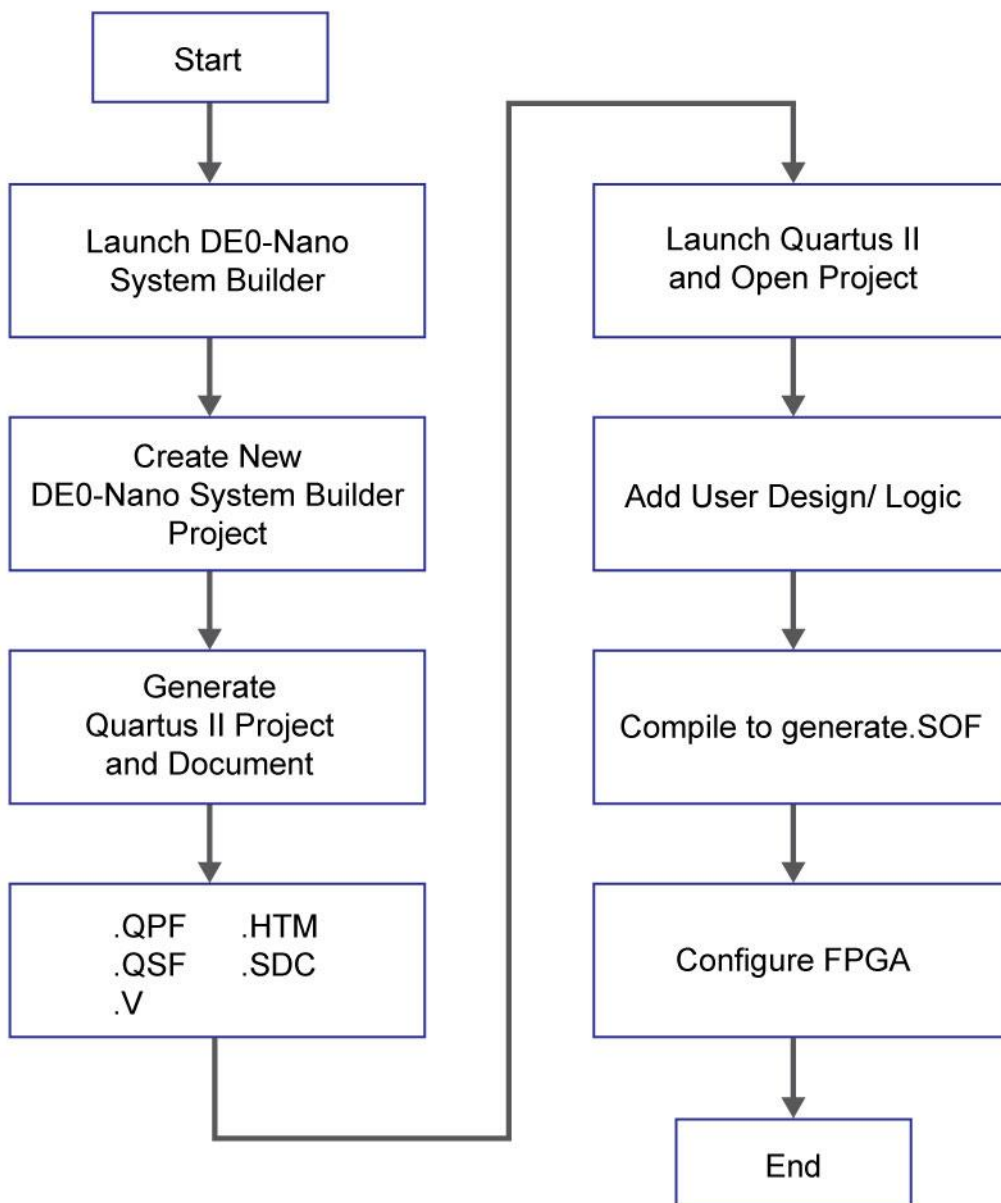 Start
Launch DE0-Nano
System Builder
Create New
DE0-Nano System Builder
Project
Generate
Quartus II Project
and Document
.QPF .HTM
.QSF .SDC
.V
Launch Quartus II
and Open Project
Add User Design/ Logic
Compile to generate.SOF
Configure FPGA
End